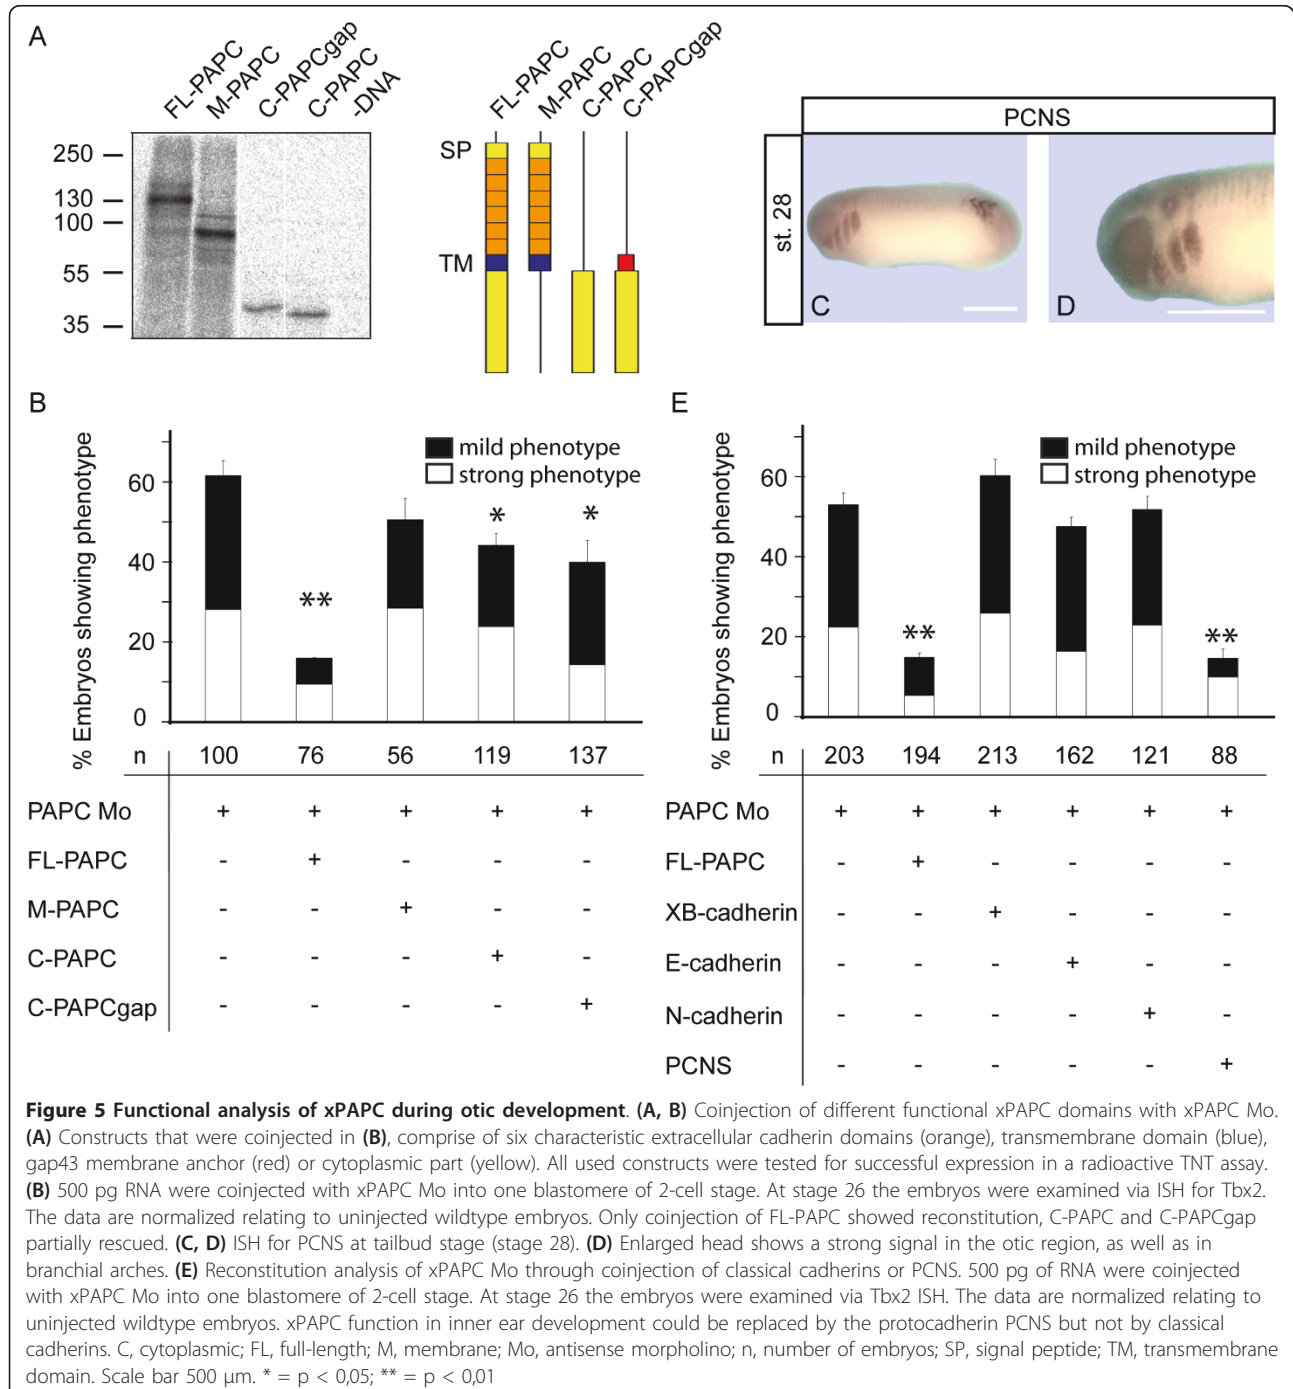 A
FL-PAPC
M-PAPC
C-PAPCgap
C-PAPC
-DNA
250
130
100
55
35
FL-PAPC
M-PAPC
C-PAPC
C-PAPCgap
SP
TM
PCNS
st. 28
C
D
B
% Embryos showing phenotype
mild phenotype
strong phenotype
60
40
20
0
**
*
*
n 100 76 56 119 137
PAPC Mo + + + + +
FL-PAPC - + - - -
M-PAPC - - + - -
C-PAPC - - - + -
C-PAPCgap - - - - +
E
% Embryos showing phenotype
mild phenotype
strong phenotype
60
40
20
0
**
**
n 203 194 213 162 121 88
PAPC Mo + + + + + +
FL-PAPC - + - - - -
XB-cadherin - - + - - -
E-cadherin - - - + - -
N-cadherin - - - - + -
PCNS - - - - - +
Figure 5 Functional analysis of xPAPC during otic development. (A, B) Coinjection of different functional xPAPC domains with xPAPC Mo.
(A) Constructs that were coinjected in (B), comprise of six characteristic extracellular cadherin domains (orange), transmembrane domain (blue),
gap43 membrane anchor (red) or cytoplasmic part (yellow). All used constructs were tested for successful expression in a radioactive TNT assay.
(B) 500 pg RNA were coinjected with xPAPC Mo into one blastomere of 2-cell stage. At stage 26 the embryos were examined via ISH for Tbx2.
The data are normalized relating to uninjected wildtype embryos. Only coinjection of FL-PAPC showed reconstitution, C-PAPC and C-PAPCgap
partially rescued. (C, D) ISH for PCNS at tailbud stage (stage 28). (D) Enlarged head shows a strong signal in the otic region, as well as in
branchial arches. (E) Reconstitution analysis of xPAPC Mo through coinjection of classical cadherins or PCNS. 500 pg of RNA were coinjected
with xPAPC Mo into one blastomere of 2-cell stage. At stage 26 the embryos were examined via Tbx2 ISH. The data are normalized relating to
uninjected wildtype embryos. xPAPC function in inner ear development could be replaced by the protocadherin PCNS but not by classical
cadherins. C, cytoplasmic; FL, full-length; M, membrane; Mo, antisense morpholino; n, number of embryos; SP, signal peptide; TM, transmembrane
domain. Scale bar 500 μm. * = p < 0,05; ** = p < 0,01